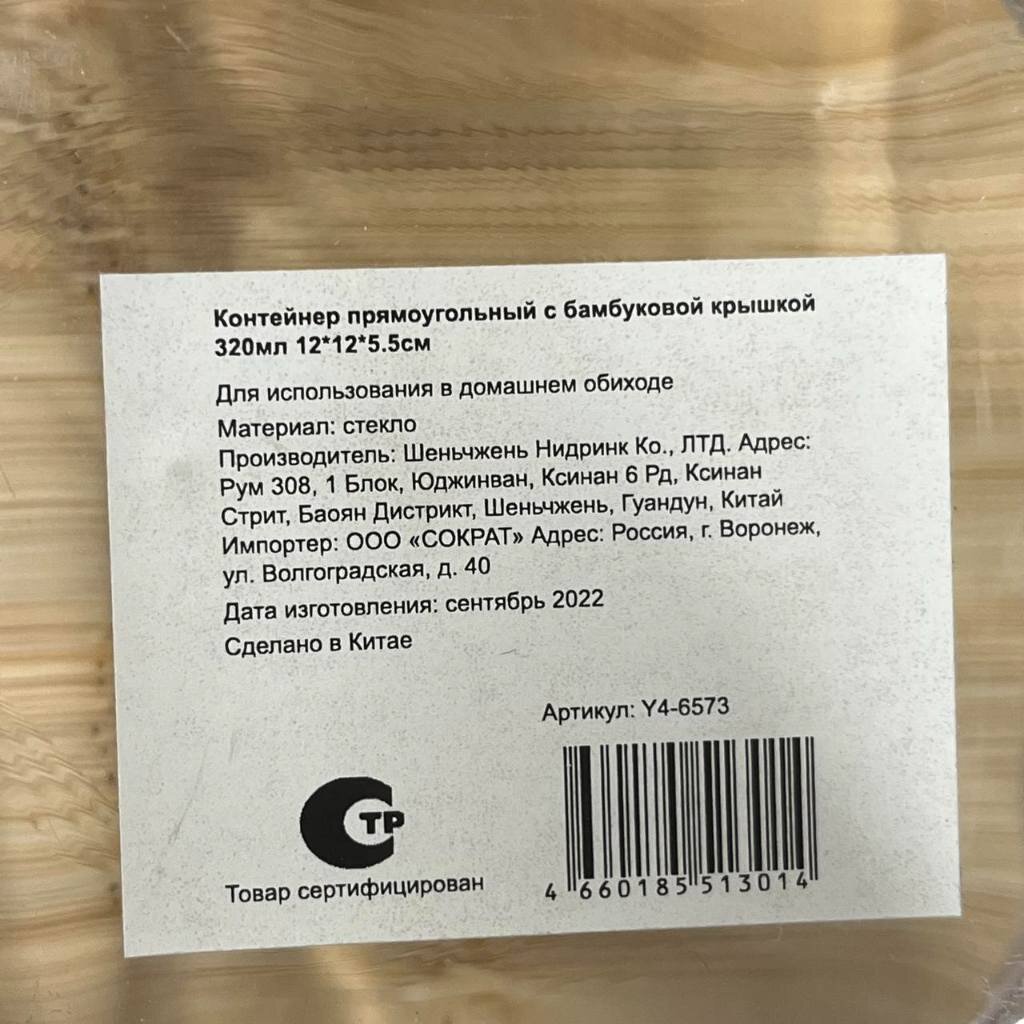 Контейнер прямоугольный с бамбуковой крышкой
320мл 12*12*5.5см
Для использования в домашнем обиходе
Материал: стекло
Производитель: Шеньчжень Нидринк Ко., ЛТД. Адрес:
Рум 308, 1 Блок, Юджинван, Ксинан 6 Рд, Ксинан
Стрит, Баоян Дистрикт, Шеньчжень, Гуандун, Китай
Импортер: ООО «СОКРАТ» Адрес: Россия, г. Воронеж,
ул. Волгоградская, д. 40
Дата изготовления: сентябрь 2022
Сделано в Китае
Артикул: Y4-6573
СТР
Товар сертифицирован
4 660185 513014